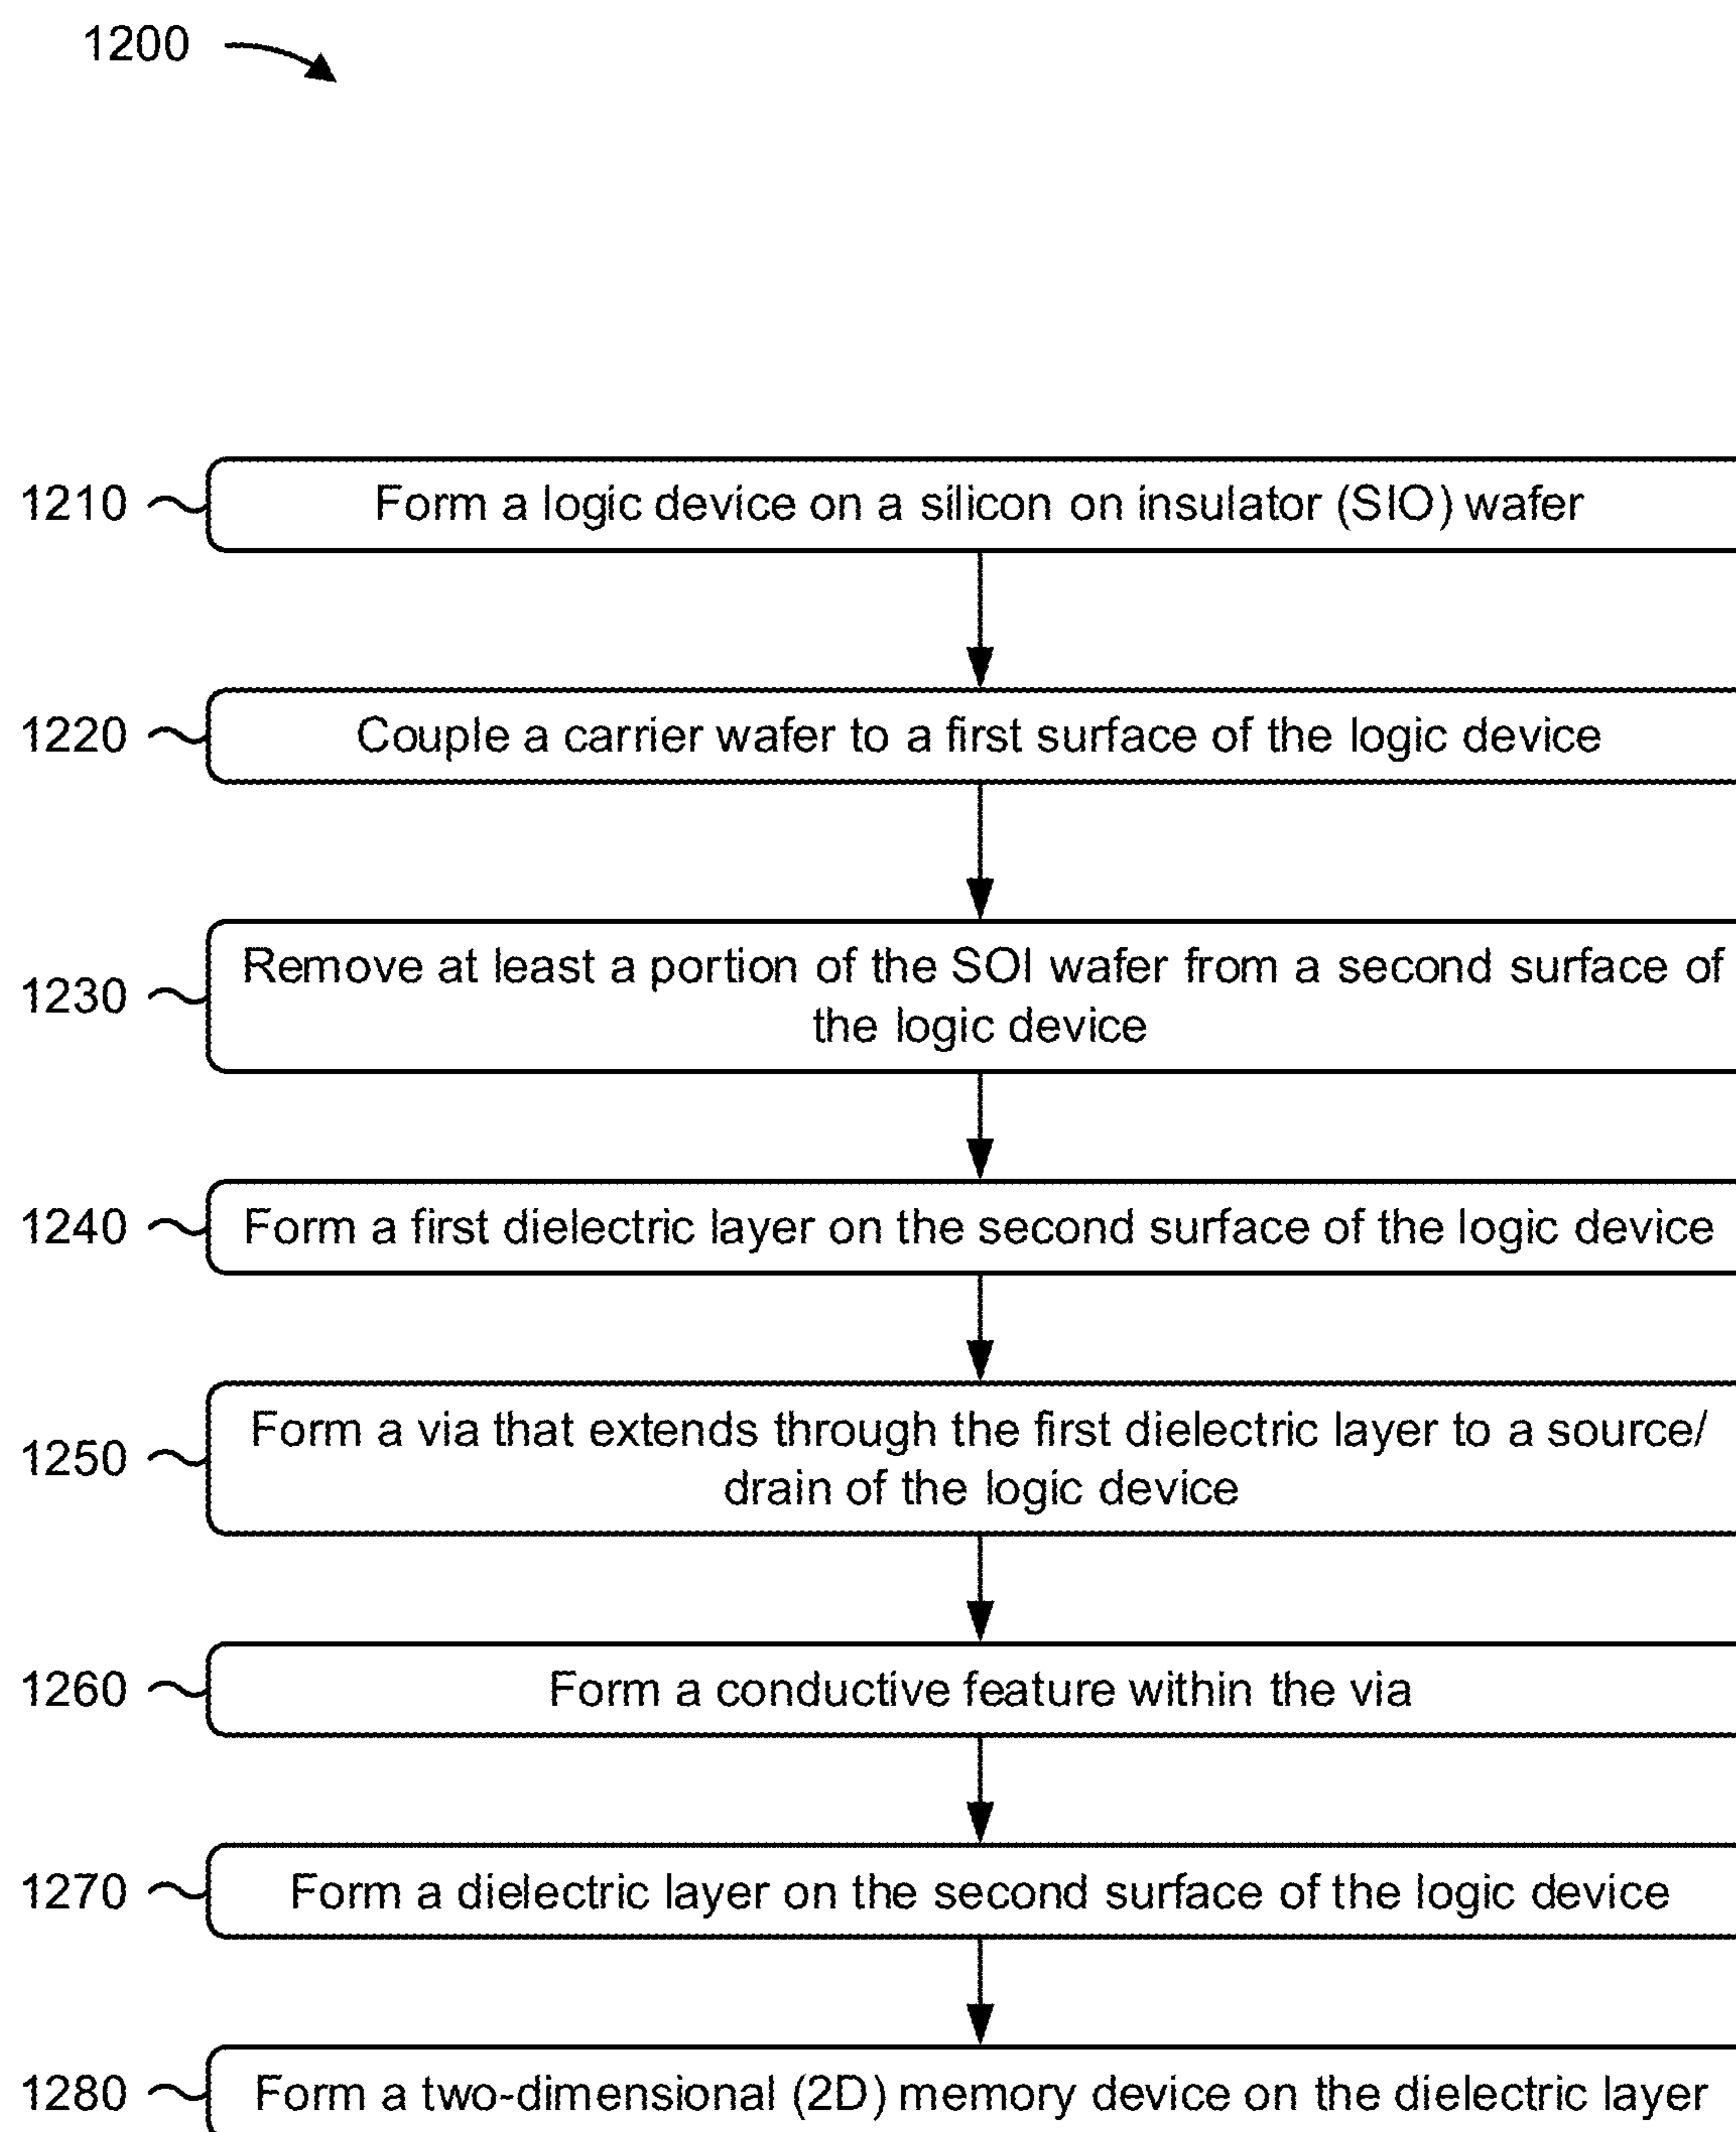 1200
1210 Form a logic device on a silicon on insulator (SIO) wafer
1220 Couple a carrier wafer to a first surface of the logic device
1230 Remove at least a portion of the SOI wafer from a second surface of
the logic device
1240 Form a first dielectric layer on the second surface of the logic device
1250 Form a via that extends through the first dielectric layer to a source/
drain of the logic device
1260 Form a conductive feature within the via
1270 Form a dielectric layer on the second surface of the logic device
1280 Form a two-dimensional (2D) memory device on the dielectric layer